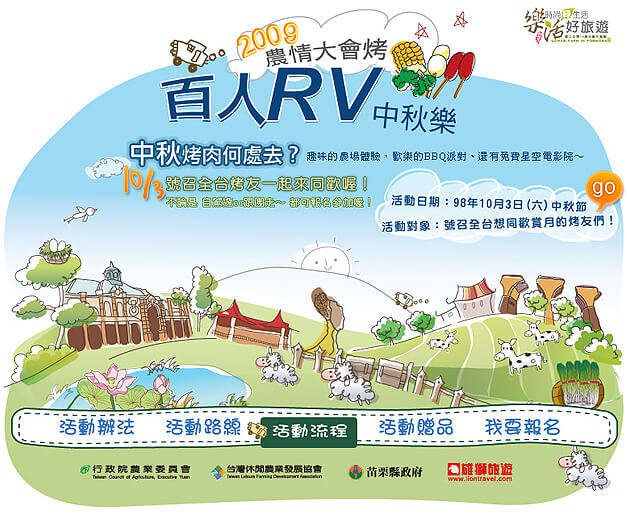 樂活
時尚好生活
好旅遊
2009
農情大會烤
百人RV中秋樂
中秋烤肉何處去？
趣味的農場體驗、歡樂的BBQ派對、還有免費星空電影院～
10/3
號召全台烤友一起來同歡喔！
不論是 自駕遊or跟團走～ 都可報名參加喔！
go
活動日期：98年10月3日(六)中秋節
活動對象：號召全台想同歡賞月的烤友們！
活動辦法 活動路線 活動流程 活動贈品 我要報名
行政院農業委員會
Taiwan Council of Agriculture, Executive Yuan
台灣休閒農業發展協會
Taiwan Leisure Farming Development Association
苗栗縣政府
雄獅旅遊
www.liontravel.com